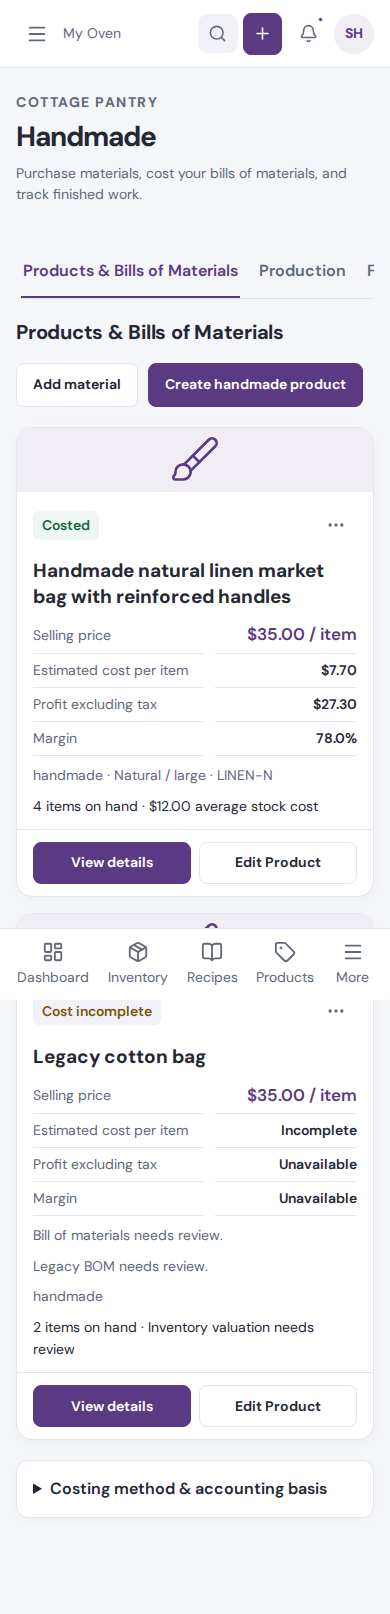 My Oven
SH
COTTAGE PANTRY
Handmade
Purchase materials, cost your bills of materials, and
track finished work.
Products & Bills of Materials Production F
Products & Bills of Materials
Add material Create handmade product
Costed
Handmade natural linen market
bag with reinforced handles
Selling price $35.00 / item
Estimated cost per item $7.70
Profit excluding tax $27.30
Margin 78.0%
handmade · Natural / large · LINEN-N
4 items on hand · $12.00 average stock cost
View details Edit Product
Dashboard Inventory Recipes Products More
Cost incomplete
Legacy cotton bag
Selling price $35.00 / item
Estimated cost per item Incomplete
Profit excluding tax Unavailable
Margin Unavailable
Bill of materials needs review.
Legacy BOM needs review.
handmade
2 items on hand · Inventory valuation needs
review
View details Edit Product
Costing method & accounting basis